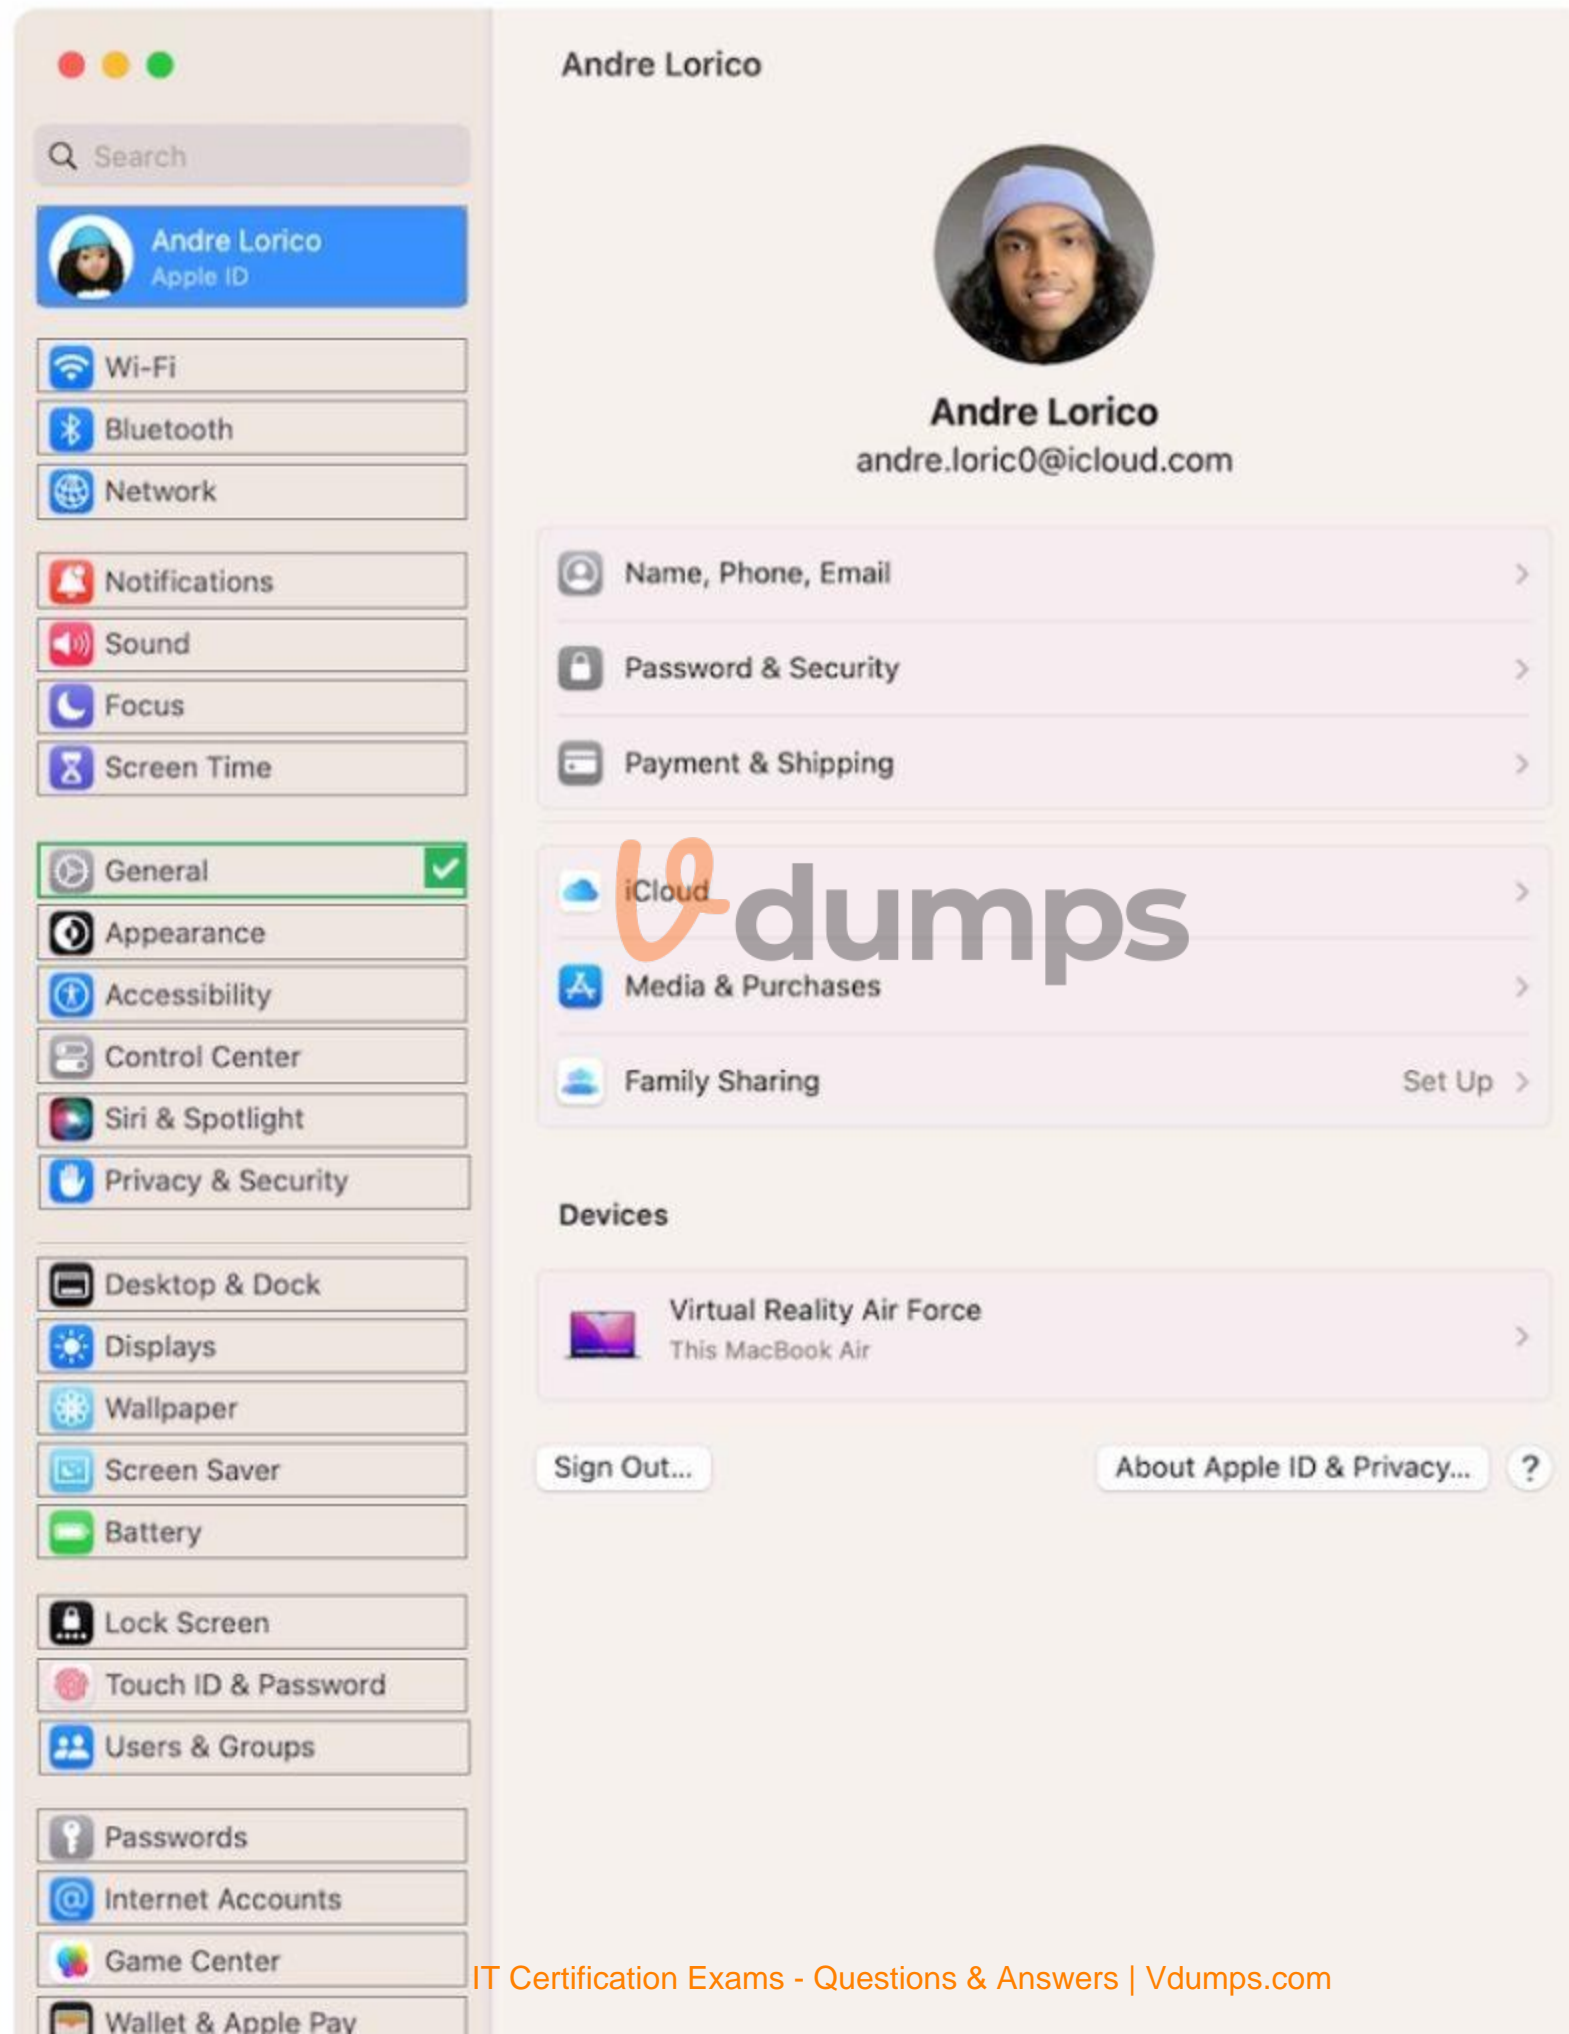 Search
Andre Lorico
Apple ID
Wi-Fi
Bluetooth
Network
Notifications
Sound
Focus
Screen Time
General
Appearance
Accessibility
Control Center
Siri & Spotlight
Privacy & Security
Desktop & Dock
Displays
Wallpaper
Screen Saver
Battery
Lock Screen
Touch ID & Password
Users & Groups
Passwords
Internet Accounts
Game Center
Wallet & Apple Pay
Andre Lorico
Andre Lorico
andre.loric0@icloud.com
Name, Phone, Email
Password & Security
Payment & Shipping
iCloud
Vdumps
Media & Purchases
Family Sharing Set Up
Devices
Virtual Reality Air Force
This MacBook Air
Sign Out... About Apple ID & Privacy... ?
IT Certification Exams - Questions & Answers | Vdumps.com